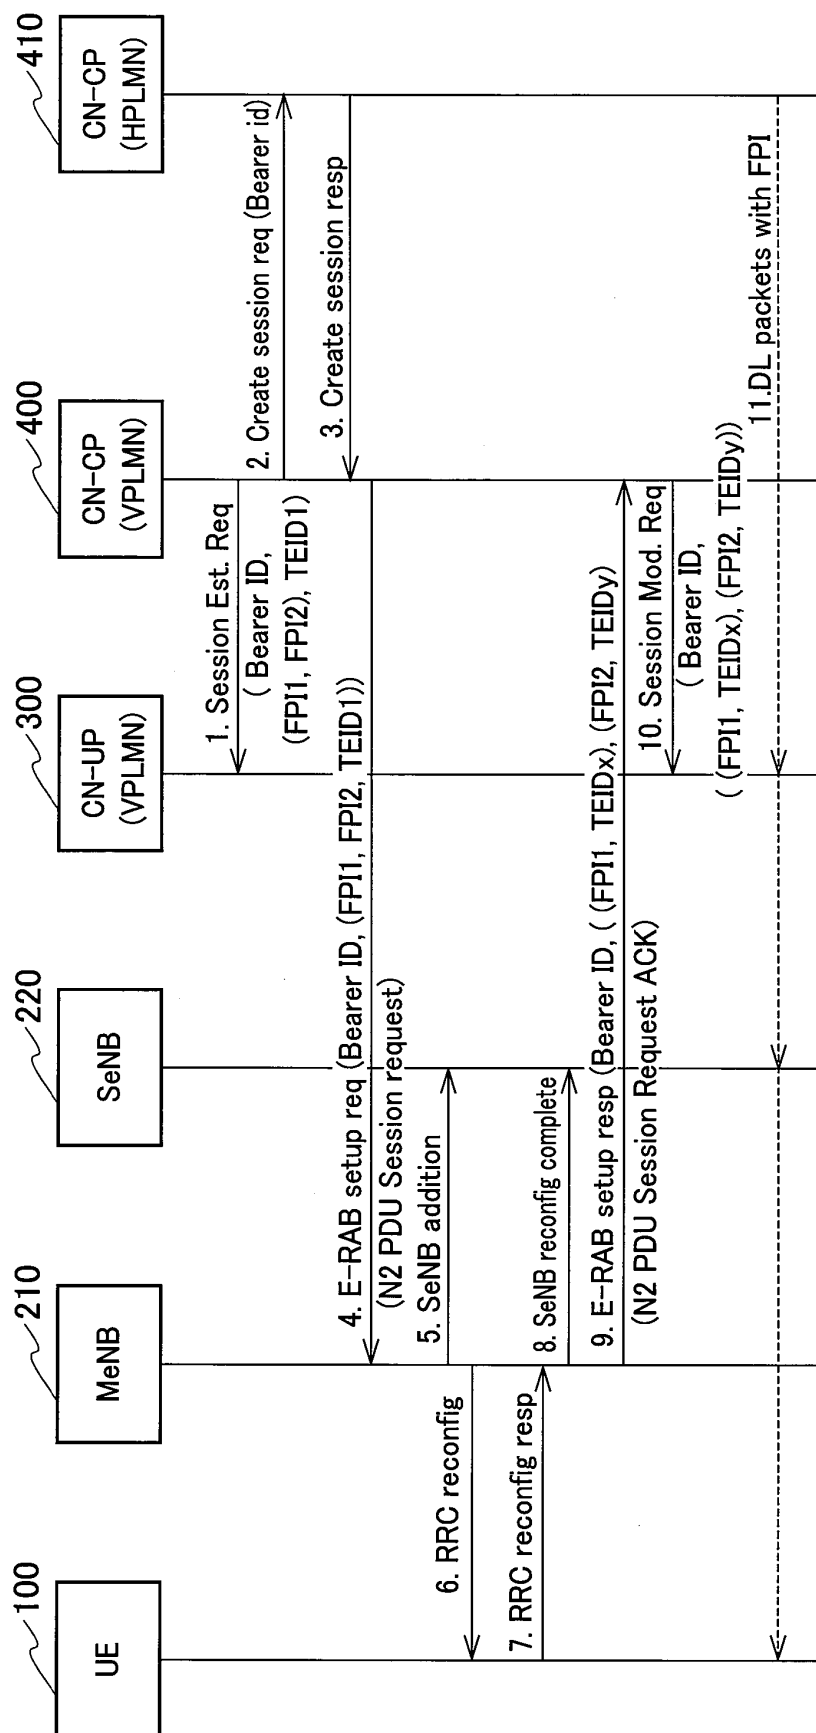 100
UE
210
MeNB
220
SeNB
300
CN-UP
(VPLMN)
400
CN-CP
(VPLMN)
410
CN-CP
(HPLMN)
1. Session Est. Req
( Bearer ID,
(FPI1, FPI2), TEID1)
2. Create session req (Bearer id)
3. Create session resp
4. E-RAB setup req (Bearer ID, (FPI1, FPI2, TEID1))
(N2 PDU Session request)
5. SeNB addition
6. RRC reconfig
7. RRC reconfig resp
8. SeNB reconfig complete
9. E-RAB setup resp (Bearer ID, ( (FPI1, TEIDx), (FPI2, TEIDy)
(N2 PDU Session Request ACK)
10. Session Mod. Req
( Bearer ID,
( (FPI1, TEIDx), (FPI2, TEIDy))
11.DL packets with FPI